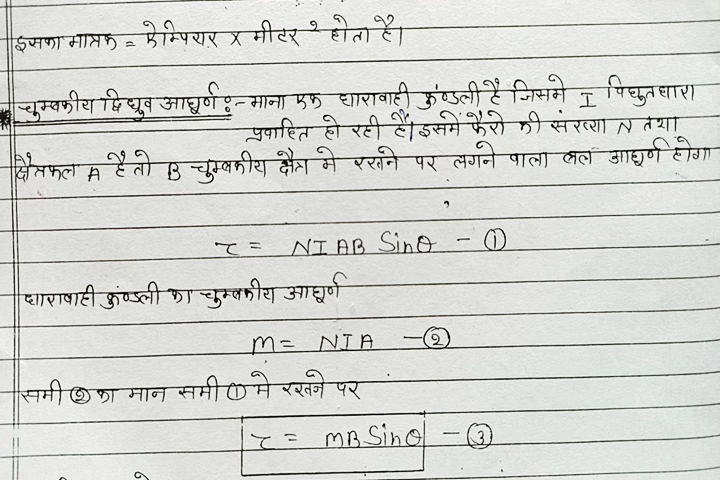 इसका मात्रक = ऐम्पियर x मीटर² होता है।
चुम्बकीय द्विध्रुव आघूर्ण :- माना एक धारावाही कुंण्डली है जिसमे I विधुतधारा
प्रवाहित हो रही है। इसमें फेरो की संख्या N तथा
क्षैत्रफल A है तो B चुम्बकीय क्षैत्र मे रखने पर लगने वाला बल आघूर्ण होगा
τ = NIAB Sinθ - ①
धारावाही कुंण्डली का चुम्बकीय आघूर्ण
m = NIA - ②
समी ② का मान समी ① मे रखने पर
τ = MB Sinθ - ③